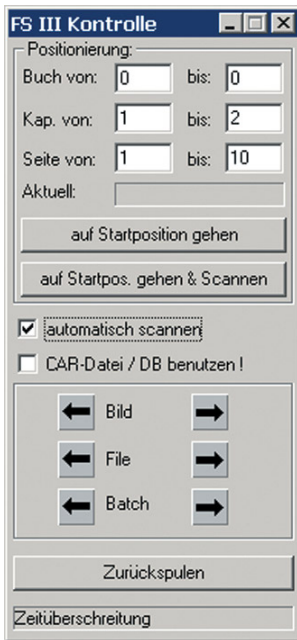 FS III Kontrolle
Positionierung:
Buch von: 0 bis: 0
Kap. von: 1 bis: 2
Seite von: 1 bis: 10
Aktuell:
auf Startposition gehen
auf Startpos. gehen & Scannen
automatisch scannen
CAR-Datei / DB benutzen !
Bild
File
Batch
Zurückspulen
Zeitüberschreitung